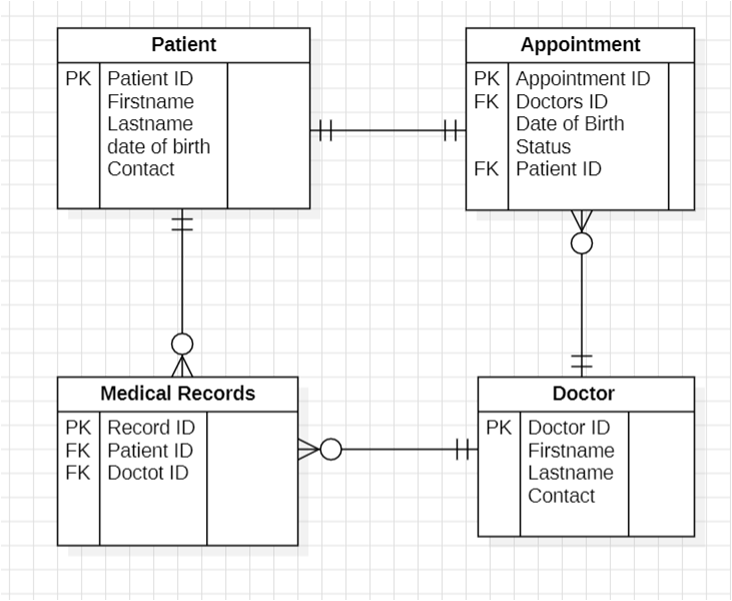 Patient
PK Patient ID
Firstname
Lastname
date of birth
Contact
Appointment
PK Appointment ID
FK Doctors ID
Date of Birth
Status
FK Patient ID
Medical Records
PK Record ID
FK Patient ID
FK Doctot ID
Doctor
PK Doctor ID
Firstname
Lastname
Contact